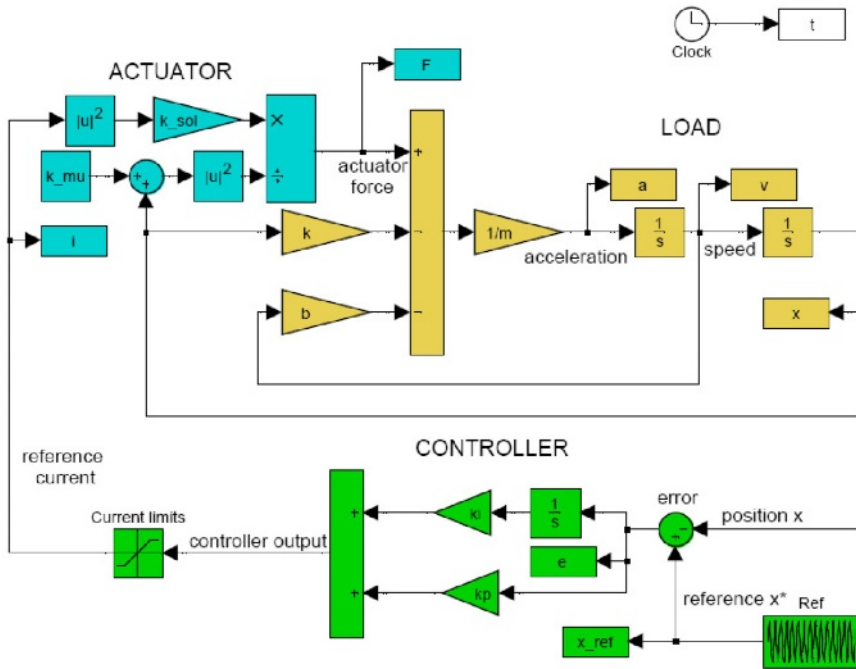 Clock
t
ACTUATOR
F
|u|²
k_sol
×
LOAD
k_mu
+
+
|u|²
÷
actuator
force
+
a
v
i
k
−
1/m
acceleration
1
s
speed
1
s
b
−
x
CONTROLLER
reference
current
Current limits
controller output
+
ki
1
s
error
−
+
position x
e
+
kp
reference x*
Ref
x_ref